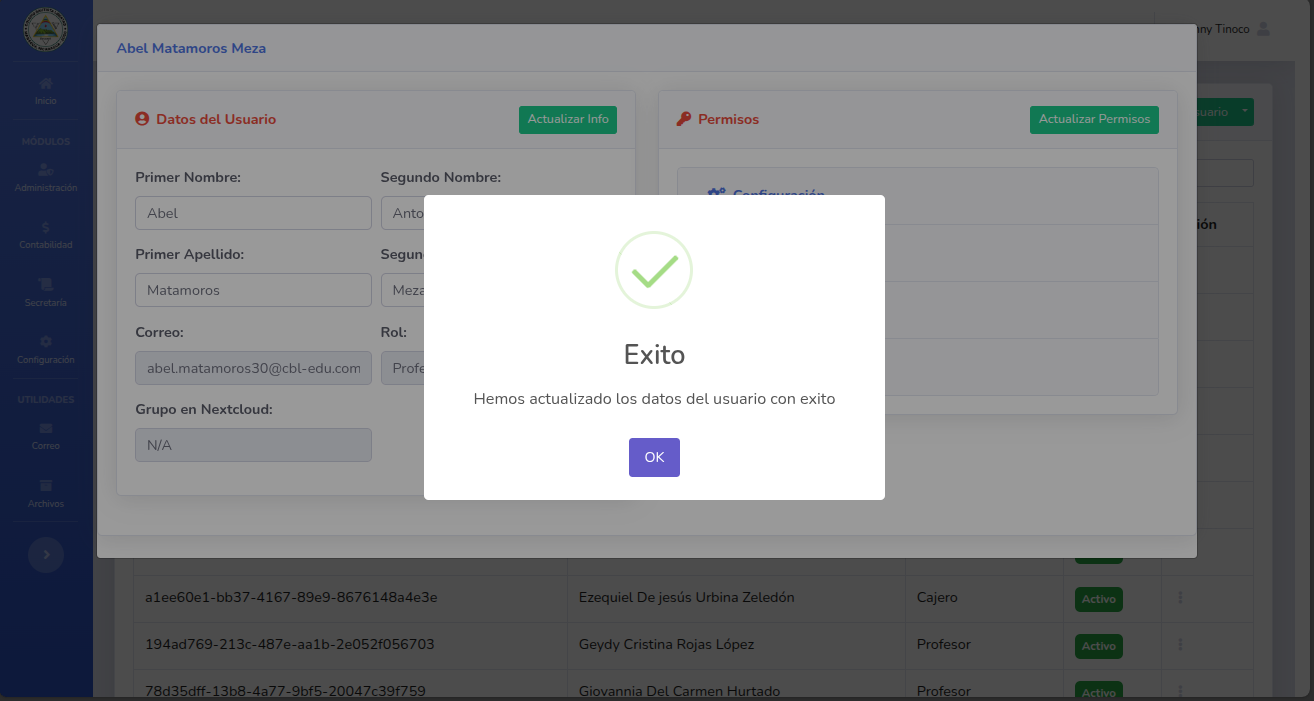 nny Tinoco
Inicio
MÓDULOS
Administración
Contabilidad
Secretaría
Configuración
UTILIDADES
Correo
Archivos
Abel Matamoros Meza
Datos del Usuario
Actualizar Info
Primer Nombre:
Segundo Nombre:
Abel
Anto
Primer Apellido:
Segun
Matamoros
Meza
Correo:
Rol:
abel.matamoros30@cbl-edu.com
Profe
Grupo en Nextcloud:
N/A
Permisos
Actualizar Permisos
Configuración
suario
ión
Exito
Hemos actualizado los datos del usuario con exito
OK
a1ee60e1-bb37-4167-89e9-8676148a4e3e Ezequiel De jesús Urbina Zeledón Cajero Activo
194ad769-213c-487e-aa1b-2e052f056703 Geydy Cristina Rojas López Profesor Activo
78d35dff-13b8-4a77-9bf5-20047c39f759 Giovannia Del Carmen Hurtado Profesor Activo